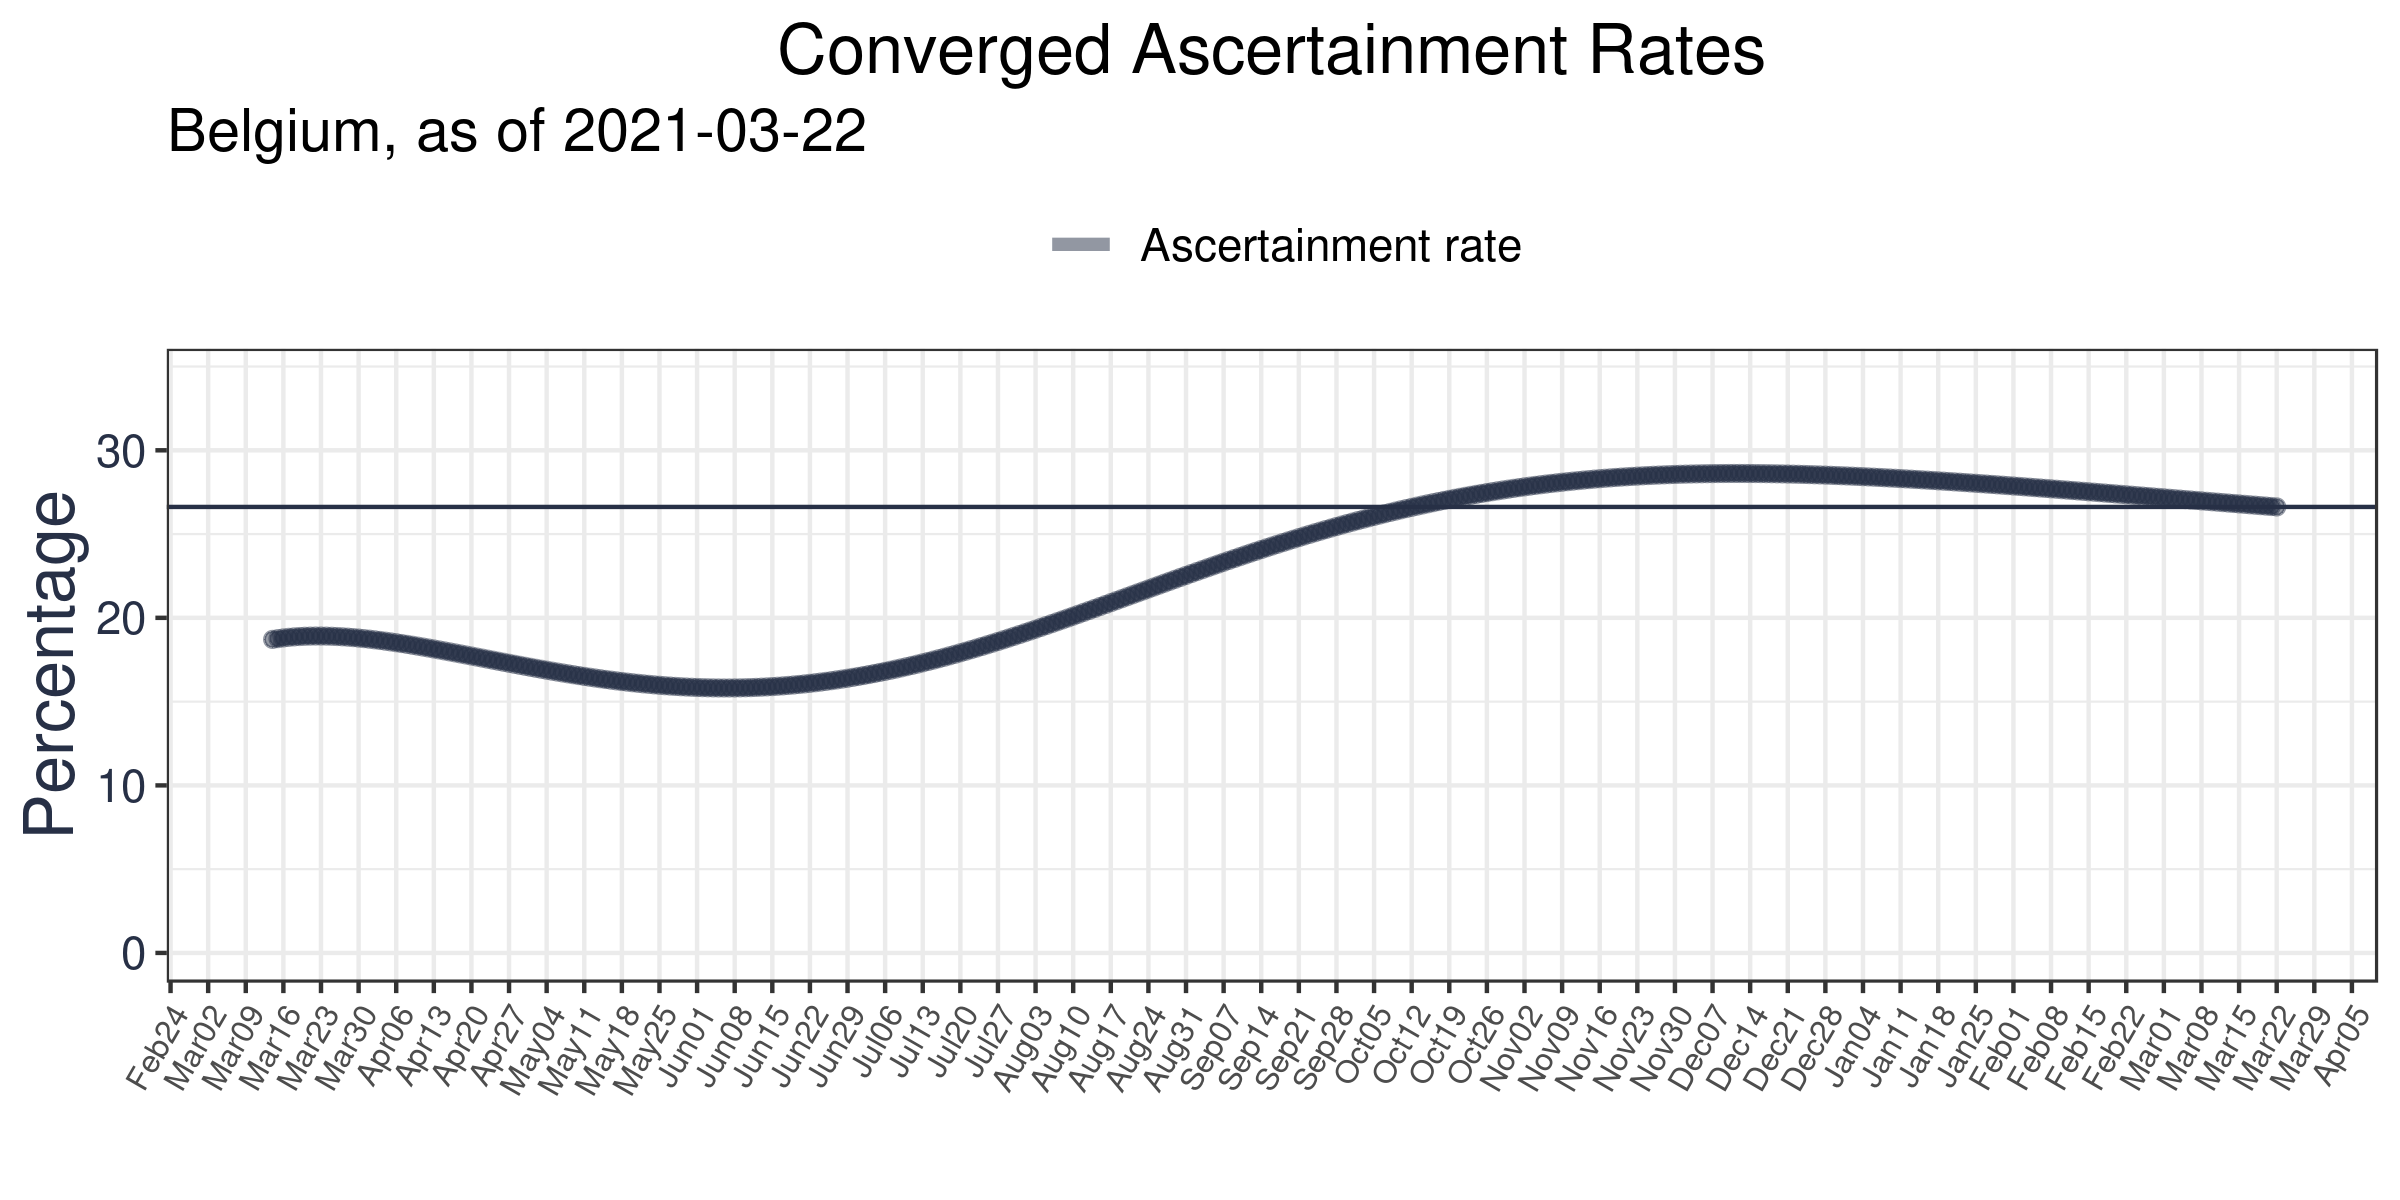 Converged Ascertainment Rates
Belgium, as of 2021-03-22
Ascertainment rate
Percentage
30
20
10
0
Feb24 Mar02 Mar09 Mar16 Mar23 Mar30 Apr06 Apr13 Apr20 Apr27 May04 May11 May18 May25 Jun01 Jun08 Jun15 Jun22 Jun29 Jul06 Jul13 Jul20 Jul27 Aug03 Aug10 Aug17 Aug24 Aug31 Sep07 Sep14 Sep21 Sep28 Oct05 Oct12 Oct19 Oct26 Nov02 Nov09 Nov16 Nov23 Nov30 Dec07 Dec14 Dec21 Dec28 Jan04 Jan11 Jan18 Jan25 Feb01 Feb08 Feb15 Feb22 Mar01 Mar08 Mar15 Mar22 Mar29 Apr05